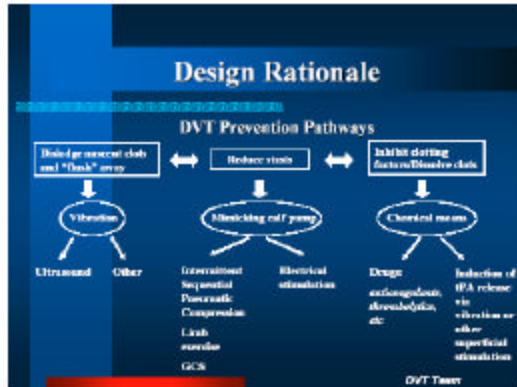 Design Rationale
DVT Prevention Pathways
Dislodge nascent clots
and "flush" away
Reduce stasis
Inhibit clotting
factors/Dissolve clots
Vibration
Mimicking calf pump
Chemical means
Ultrasound
Other
Intermittent
Sequential
Pneumatic
Compression
Limb
exercise
GCS
Electrical
stimulation
Drugs
anticoagulants,
thrombolytics,
etc
Induction of
tPA release
via
vibration or
other
superficial
stimulation
DVT Team